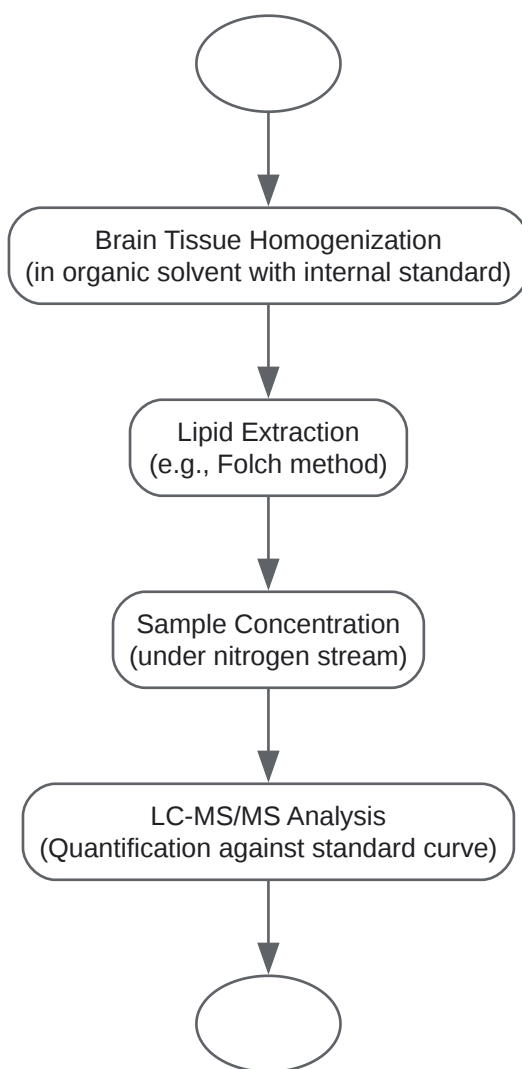 Brain Tissue Homogenization
(in organic solvent with internal standard)
Lipid Extraction
(e.g., Folch method)
Sample Concentration
(under nitrogen stream)
LC-MS/MS Analysis
(Quantification against standard curve)